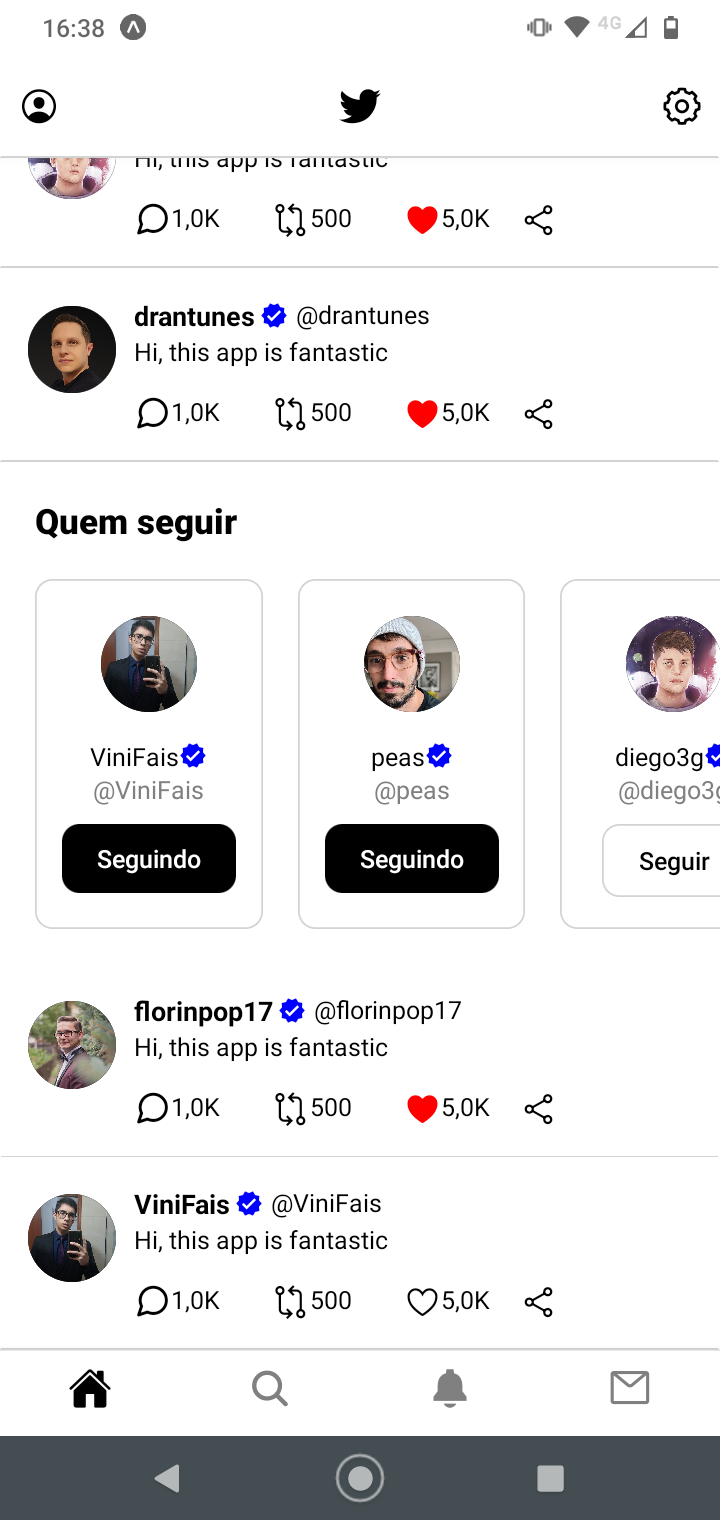 16:38
4G
Hi, this app is fantastic
1,0K 500 5,0K
drantunes @drantunes
Hi, this app is fantastic
1,0K 500 5,0K
Quem seguir
ViniFais
@ViniFais
Seguindo
peas
@peas
Seguindo
diego3g
@diego3g
Seguir
florinpop17 @florinpop17
Hi, this app is fantastic
1,0K 500 5,0K
ViniFais @ViniFais
Hi, this app is fantastic
1,0K 500 5,0K